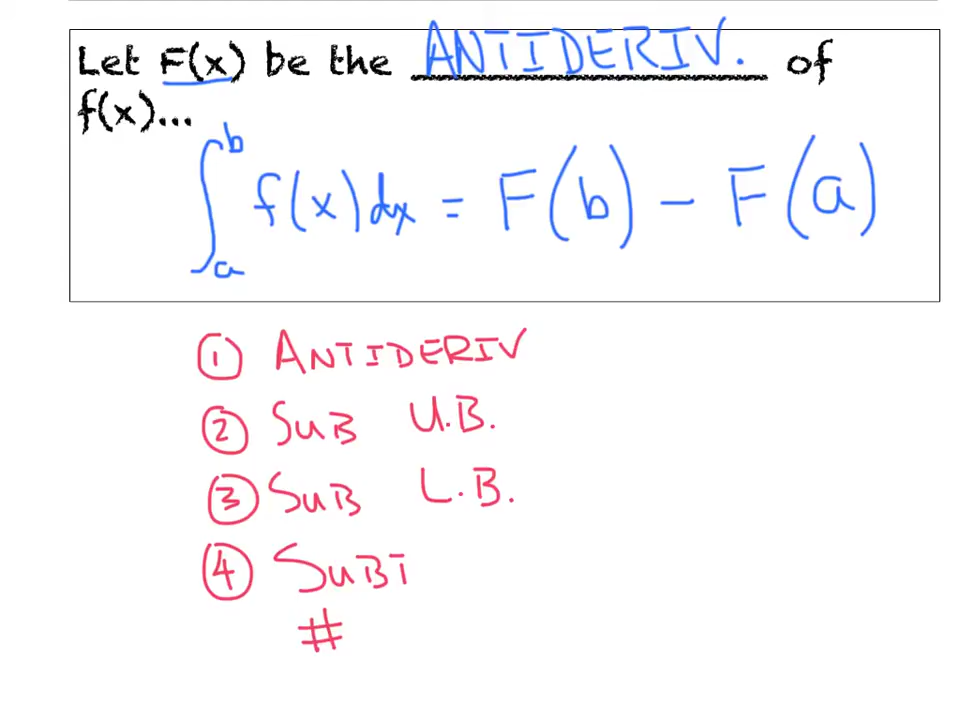 Let F(x) be the ANTIDERIV. of
f(x)...
∫_a^b f(x)dx = F(b) - F(a)
① ANTIDERIV
② SUB U.B.
③ SUB L.B.
④ SUBT
#